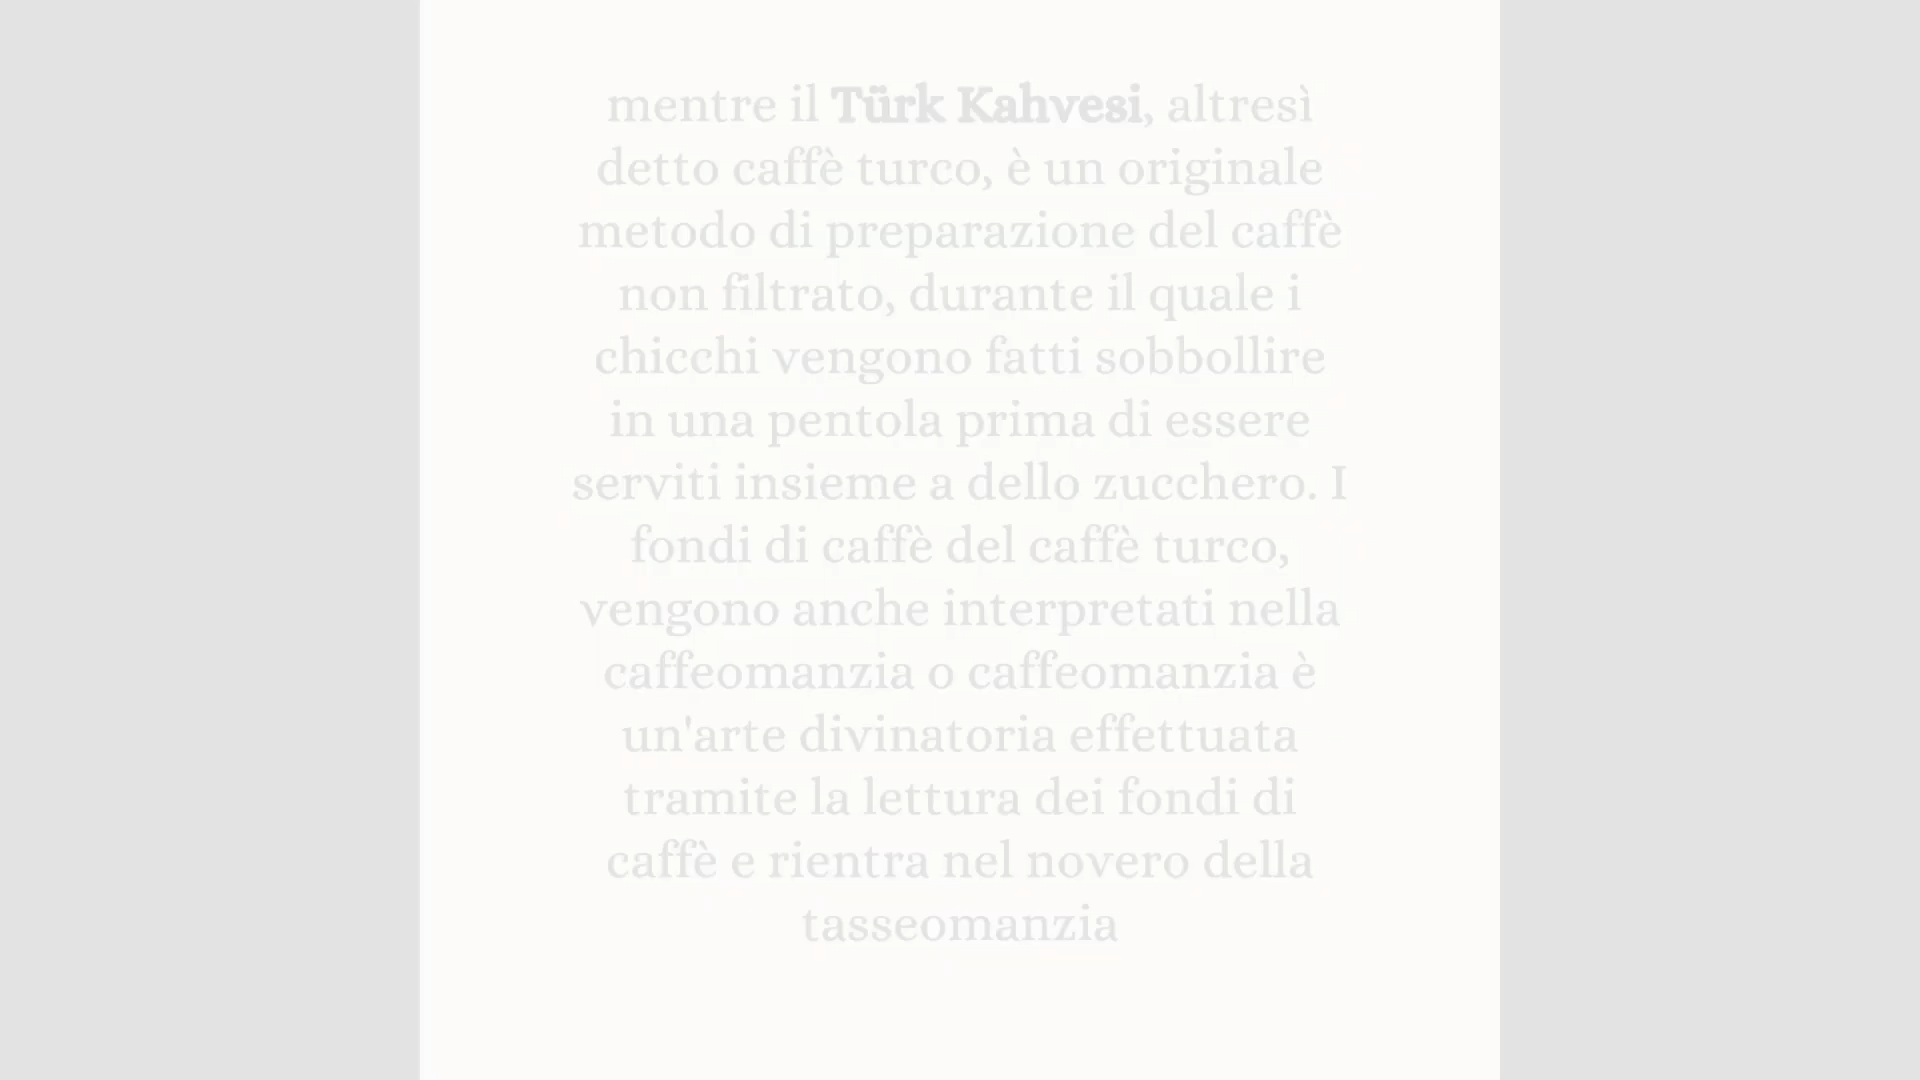 mentre il Türk Kahvesi, altresì
detto caffè turco, è un originale
metodo di preparazione del caffè
non filtrato, durante il quale i
chicchi vengono fatti sobbollire
in una pentola prima di essere
serviti insieme a dello zucchero. I
fondi di caffè del caffè turco,
vengono anche interpretati nella
caffeomanzia o caffeomanzia è
un'arte divinatoria effettuata
tramite la lettura dei fondi di
caffè e rientra nel novero della
tasseomanzia